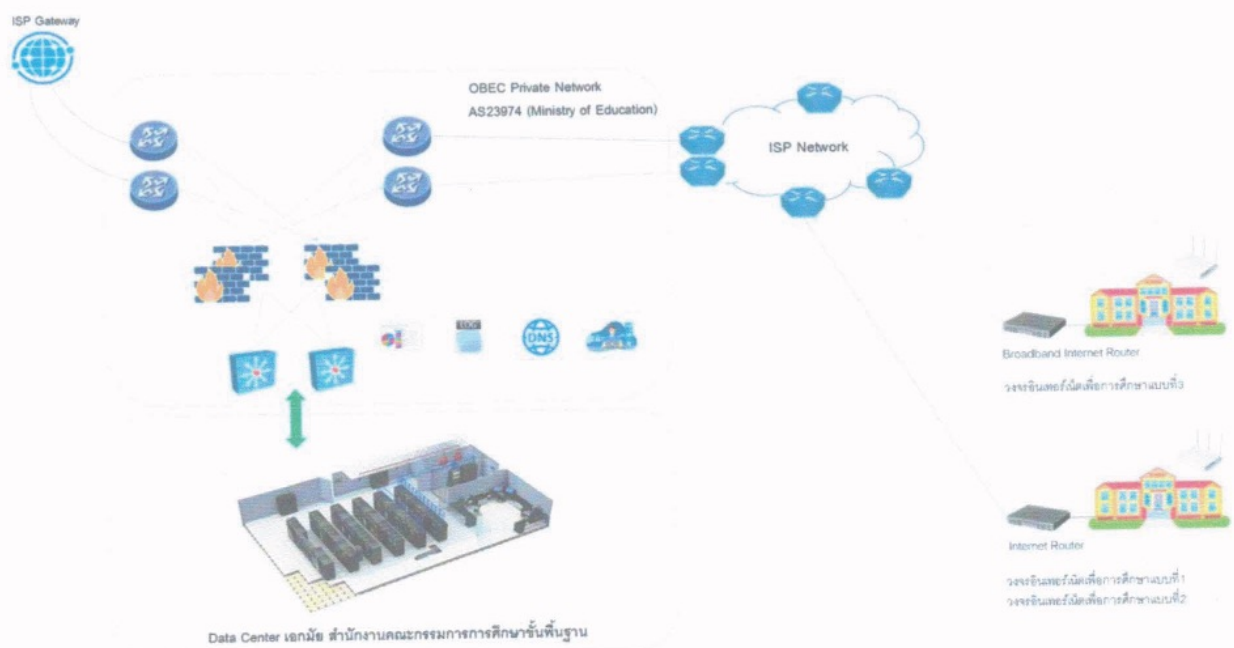 ISP Gateway
OBEC Private Network
AS23974 (Ministry of Education)
ISP Network
LOG
DNS
Broadband Internet Router
วงจรอินเทอร์เน็ตเพื่อการศึกษาแบบที่3
Internet Router
วงจรอินเทอร์เน็ตเพื่อการศึกษาแบบที่1
วงจรอินเทอร์เน็ตเพื่อการศึกษาแบบที่2
Data Center เอกมัย สำนักงานคณะกรรมการการศึกษาขั้นพื้นฐาน